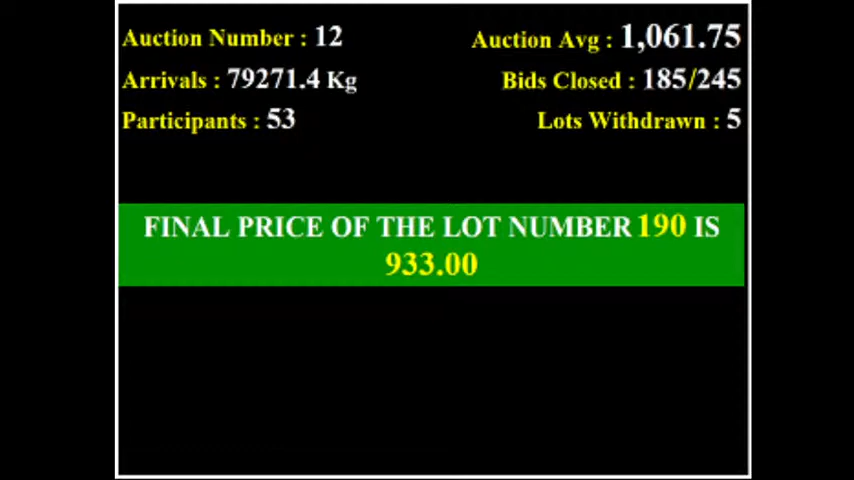 Auction Number : 12
Auction Avg : 1,061.75
Arrivals : 79271.4 Kg
Bids Closed : 185/245
Participants : 53
Lots Withdrawn : 5
FINAL PRICE OF THE LOT NUMBER 190 IS
933.00